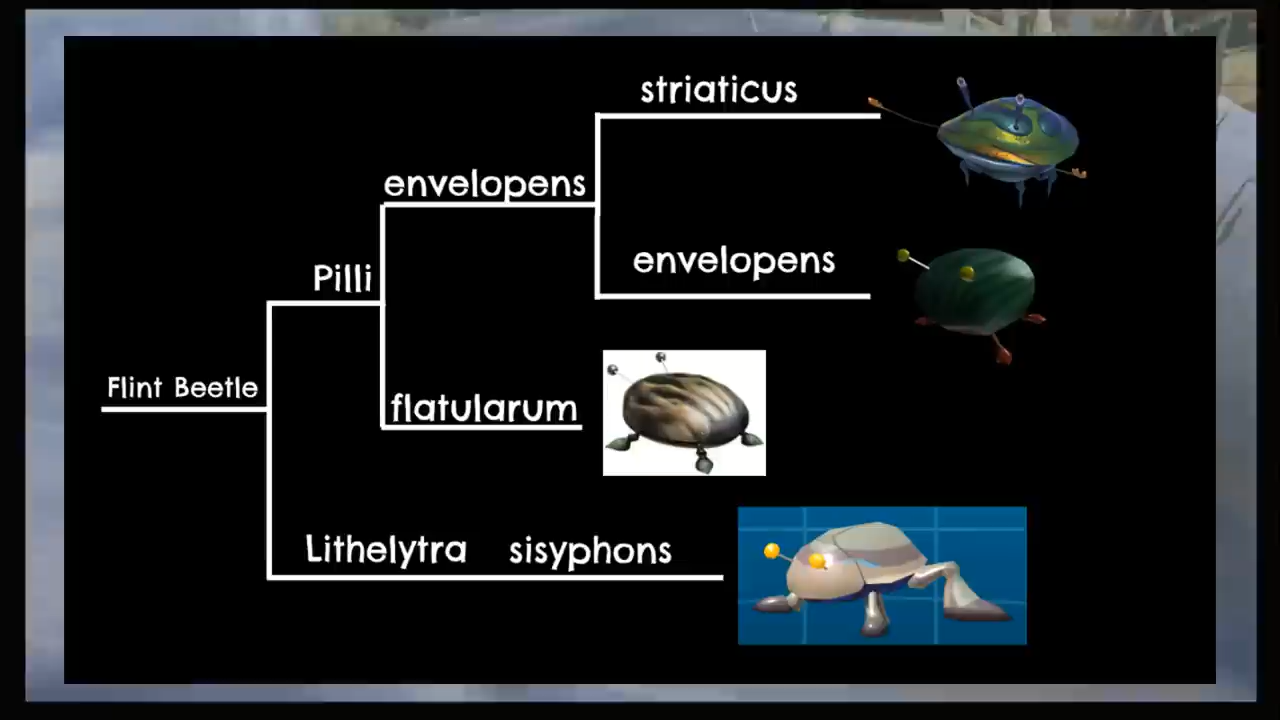 striaticus
envelopens
envelopens
Pilli
Flint Beetle
flatularum
Lithelytra sisyphons